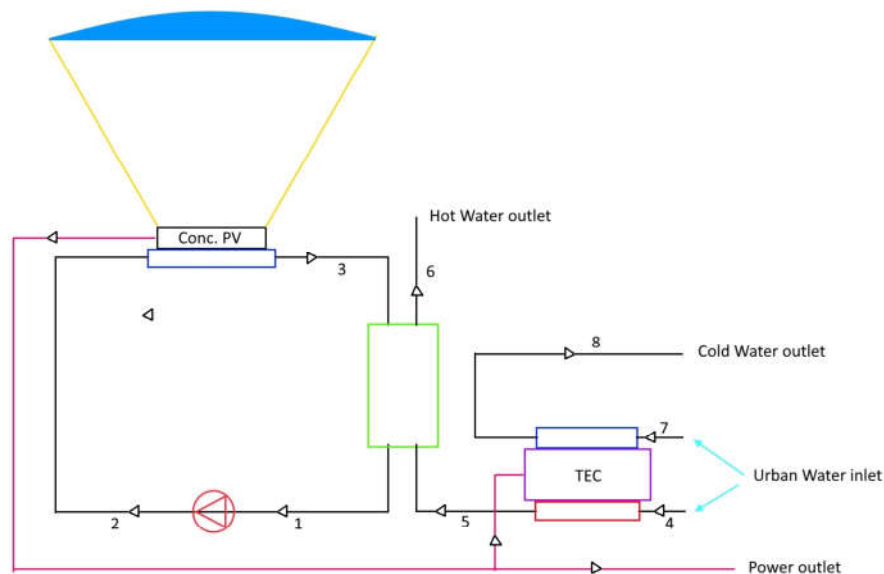 Hot Water outlet
Conc. PV
3
6
8
Cold Water outlet
7
TEC
Urban Water inlet
2
1
5
4
Power outlet